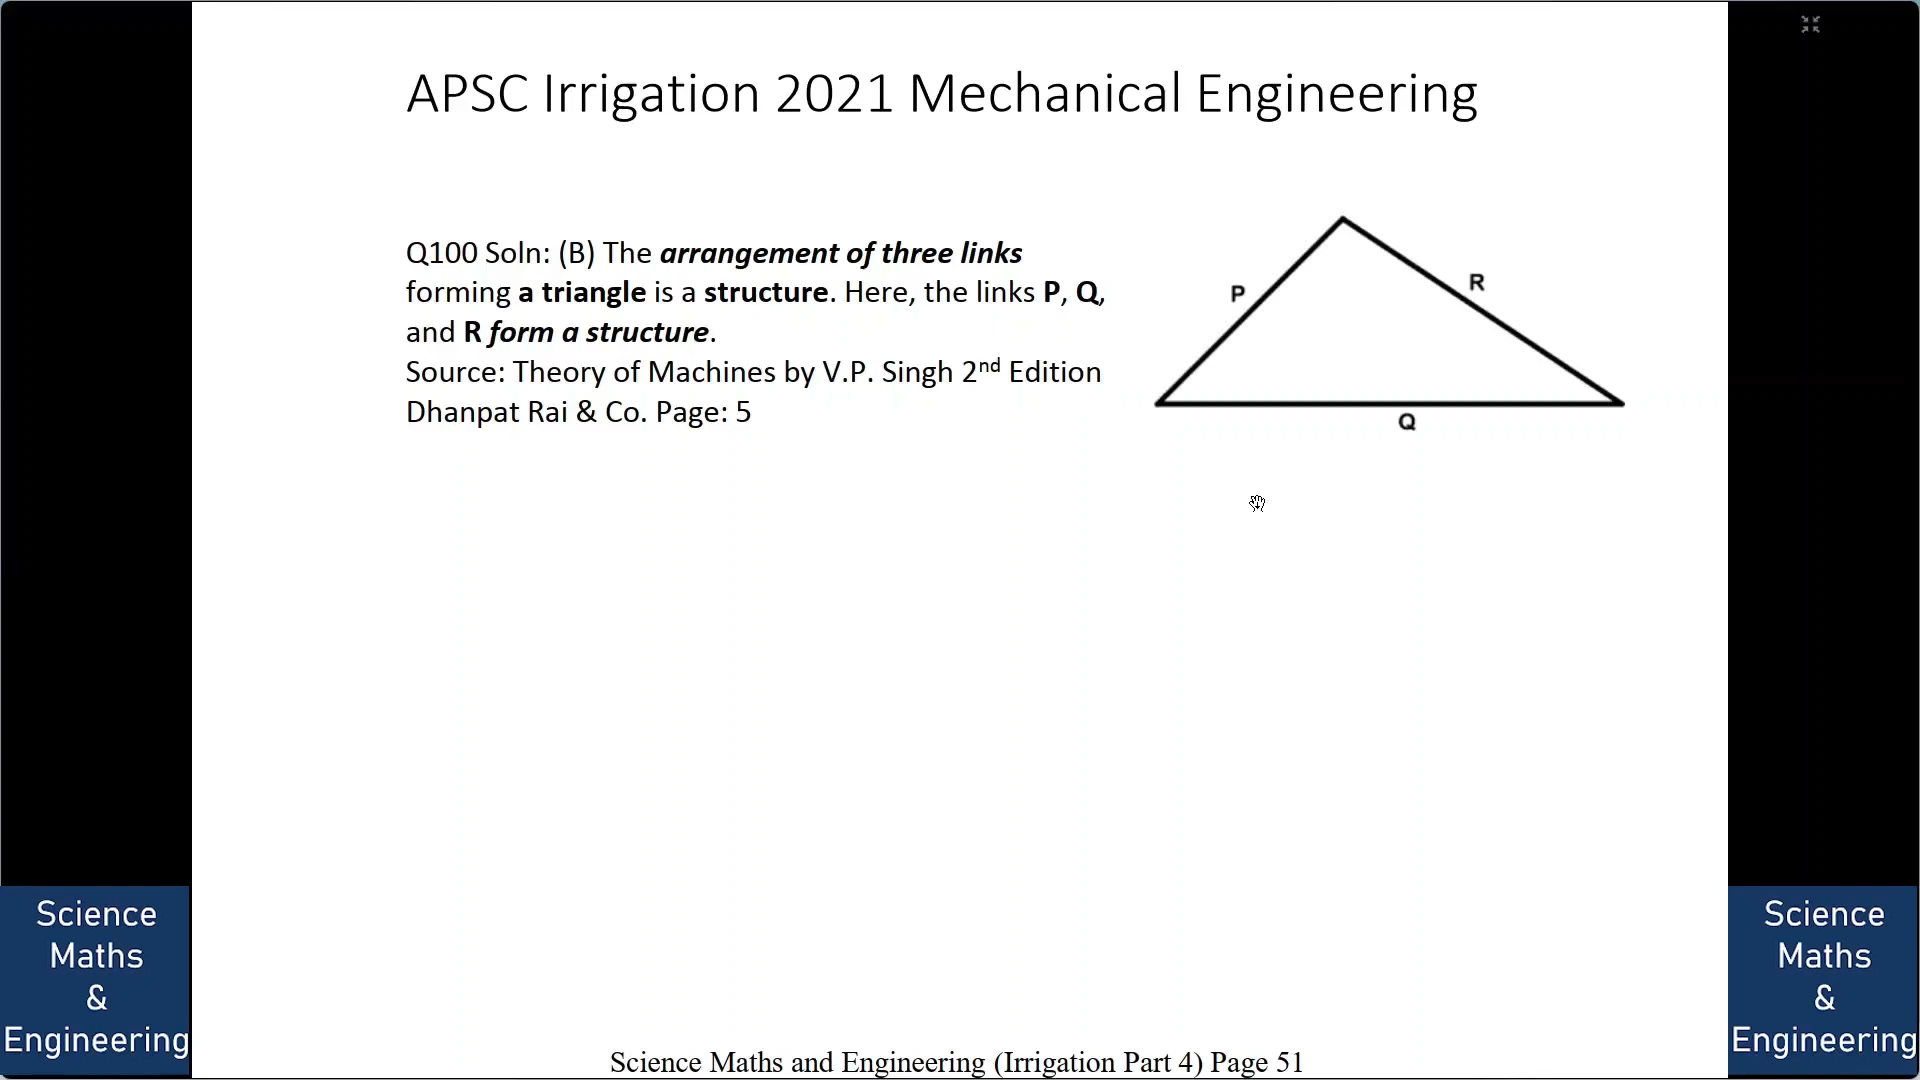 APSC Irrigation 2021 Mechanical Engineering
Q100 Soln: (B) The arrangement of three links
forming a triangle is a structure. Here, the links P, Q,
and R form a structure.
Source: Theory of Machines by V.P. Singh 2nd Edition
Dhanpat Rai & Co. Page: 5
P
R
Q
Science
Maths
&
Engineering
Science
Maths
&
Engineering
Science Maths and Engineering (Irrigation Part 4) Page 51